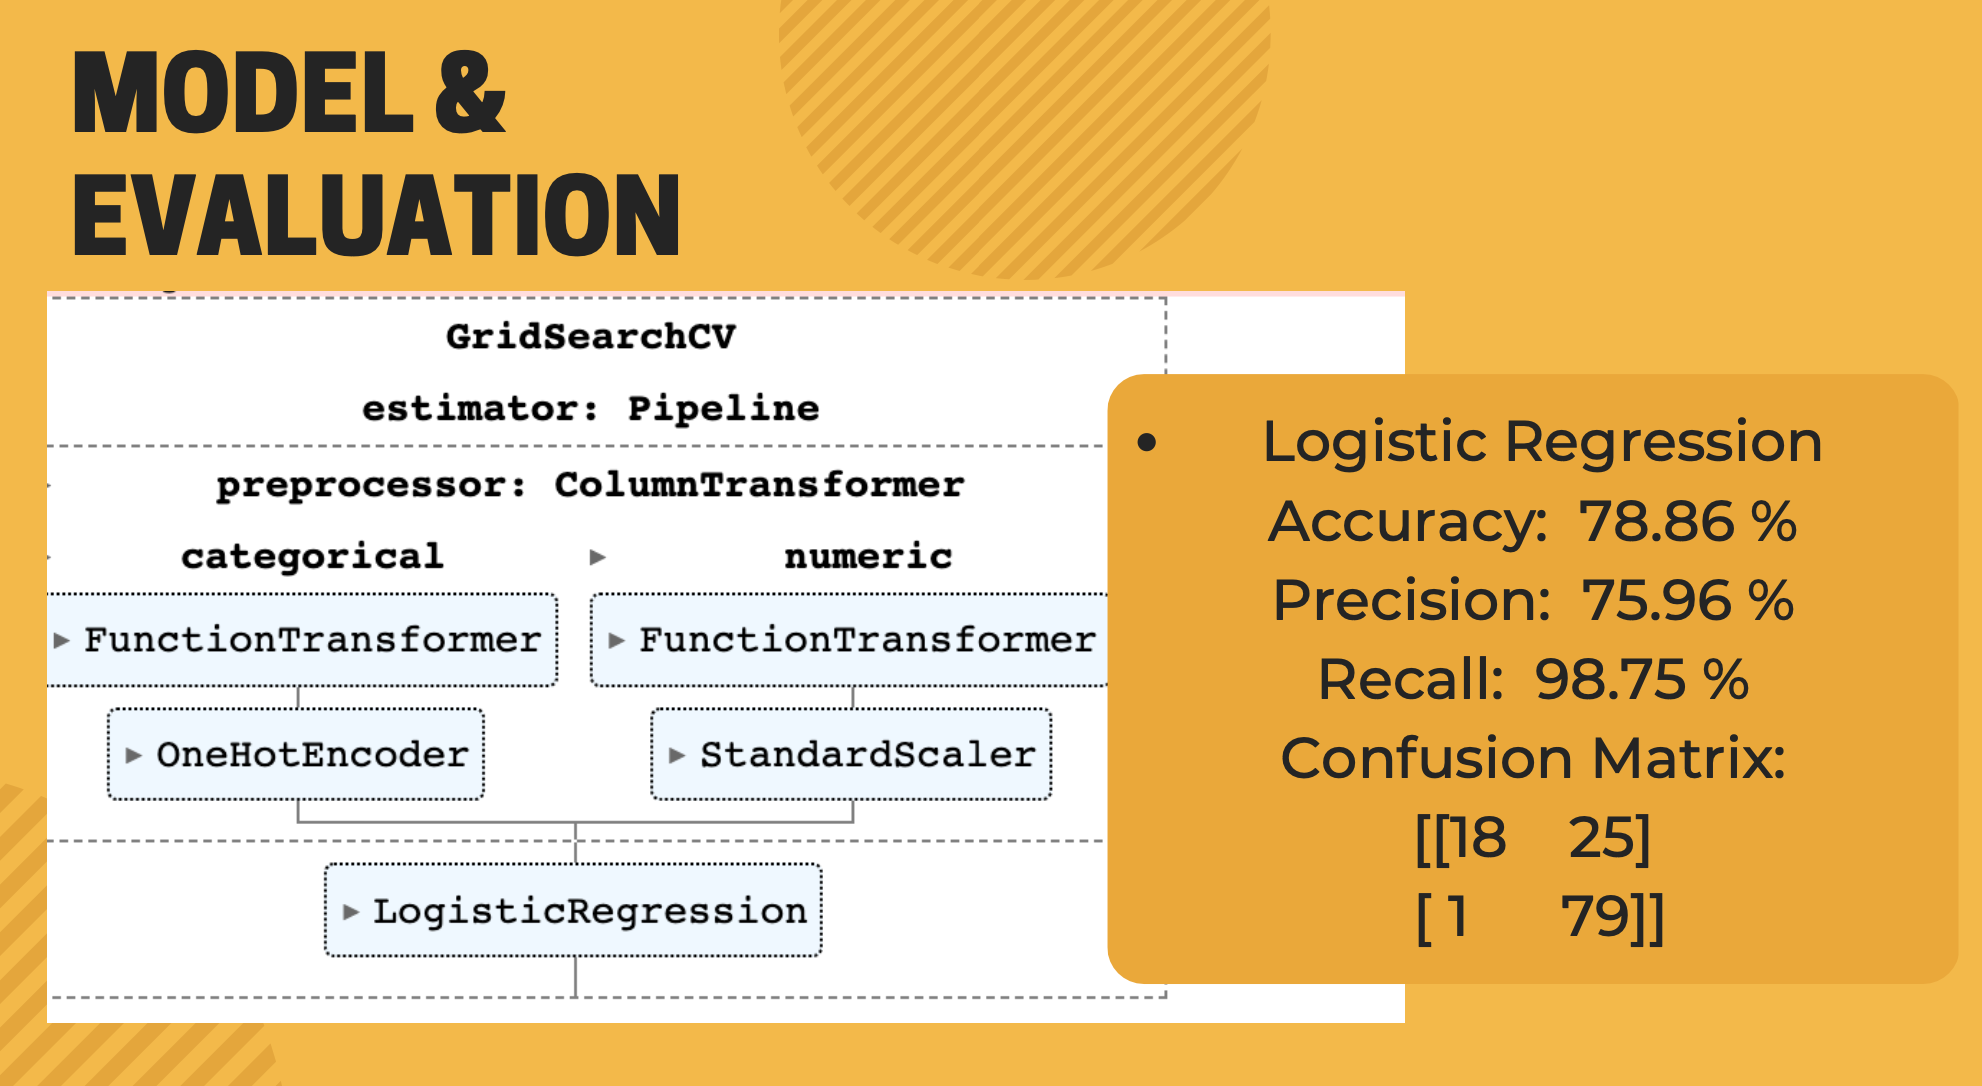 MODEL &
EVALUATION
GridSearchCV
estimator: Pipeline
preprocessor: ColumnTransformer
categorical
numeric
FunctionTransformer
FunctionTransformer
OneHotEncoder
StandardScaler
LogisticRegression
• Logistic Regression
Accuracy: 78.86 %
Precision: 75.96 %
Recall: 98.75 %
Confusion Matrix:
[[18 25]
[ 1 79]]